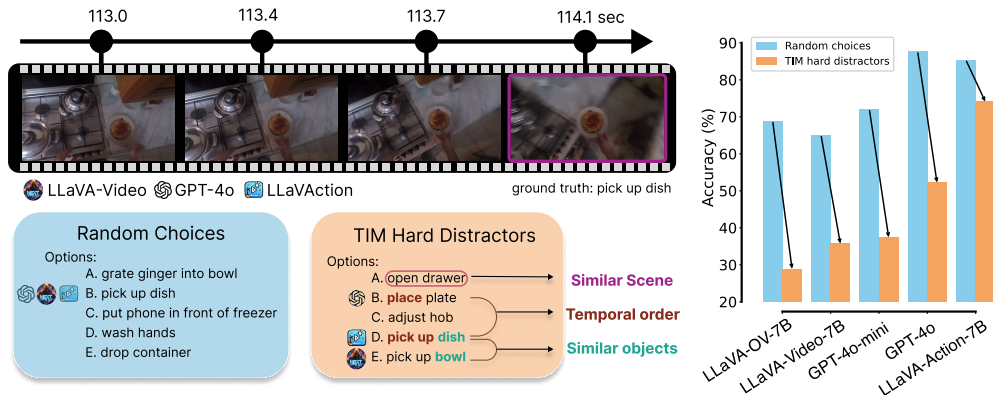 113.0 113.4 113.7 114.1 sec
LLaVA-Video GPT-4o LLaVAction
ground truth: pick up dish
Random Choices
Options:
A. grate ginger into bowl
B. pick up dish
C. put phone in front of freezer
D. wash hands
E. drop container
TIM Hard Distractors
Options:
A. open drawer
B. place plate
C. adjust hob
D. pick up dish
E. pick up bowl
Similar Scene
Temporal order
Similar objects
Accuracy (%)
90
80
70
60
50
40
30
20
Random choices
TIM hard distractors
LLaVA-OV-7B
LLaVA-Video-7B
GPT-4o-mini
GPT-4o
LLaVA-Action-7B